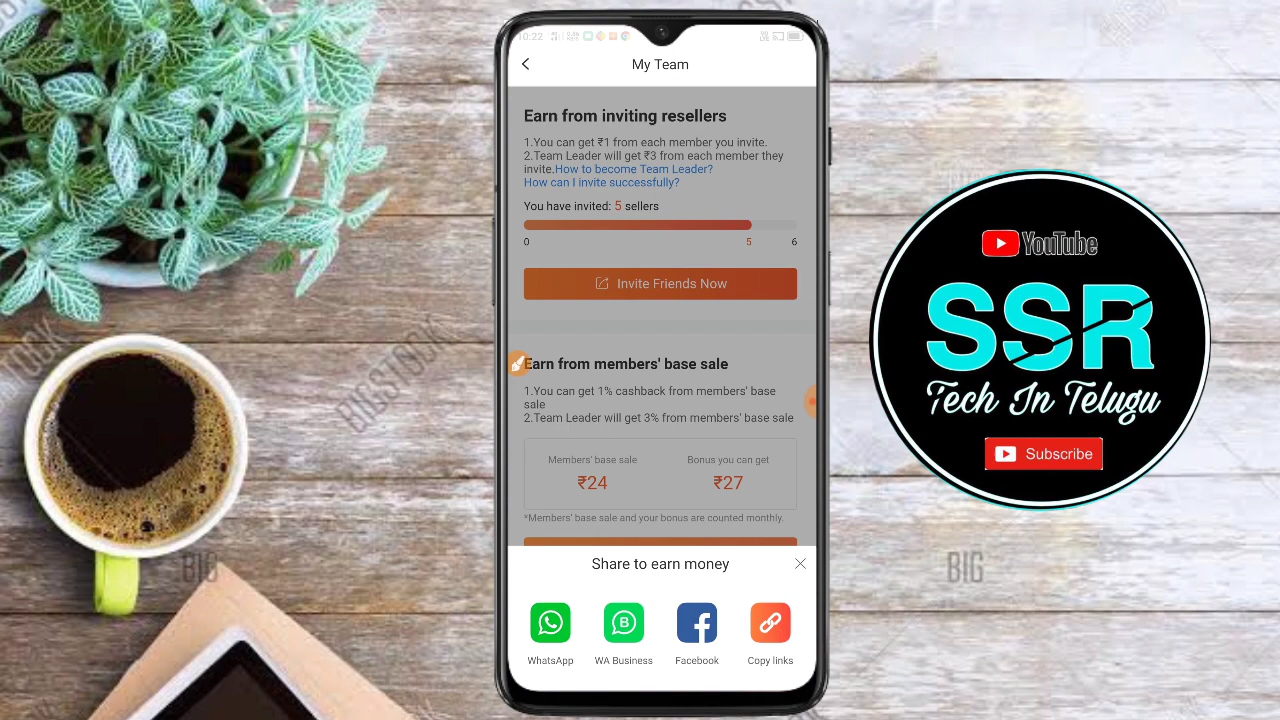 10:22
My Team
Earn from inviting resellers
1.You can get ₹1 from each member you invite.
2.Team Leader will get ₹3 from each member they
invite.How to become Team Leader?
How can I invite successfully?
You have invited: 5 sellers
0 5 6
Invite Friends Now
Earn from members' base sale
1.You can get 1% cashback from members' base
sale
2.Team Leader will get 3% from members' base sale
Members' base sale Bonus you can get
₹24 ₹27
*Members' base sale and your bonus are counted monthly.
Share to earn money
B
WhatsApp WA Business Facebook Copy links
YouTube
SSR
Tech In Telugu
Subscribe
BIGSTOCK
BIG
BIG